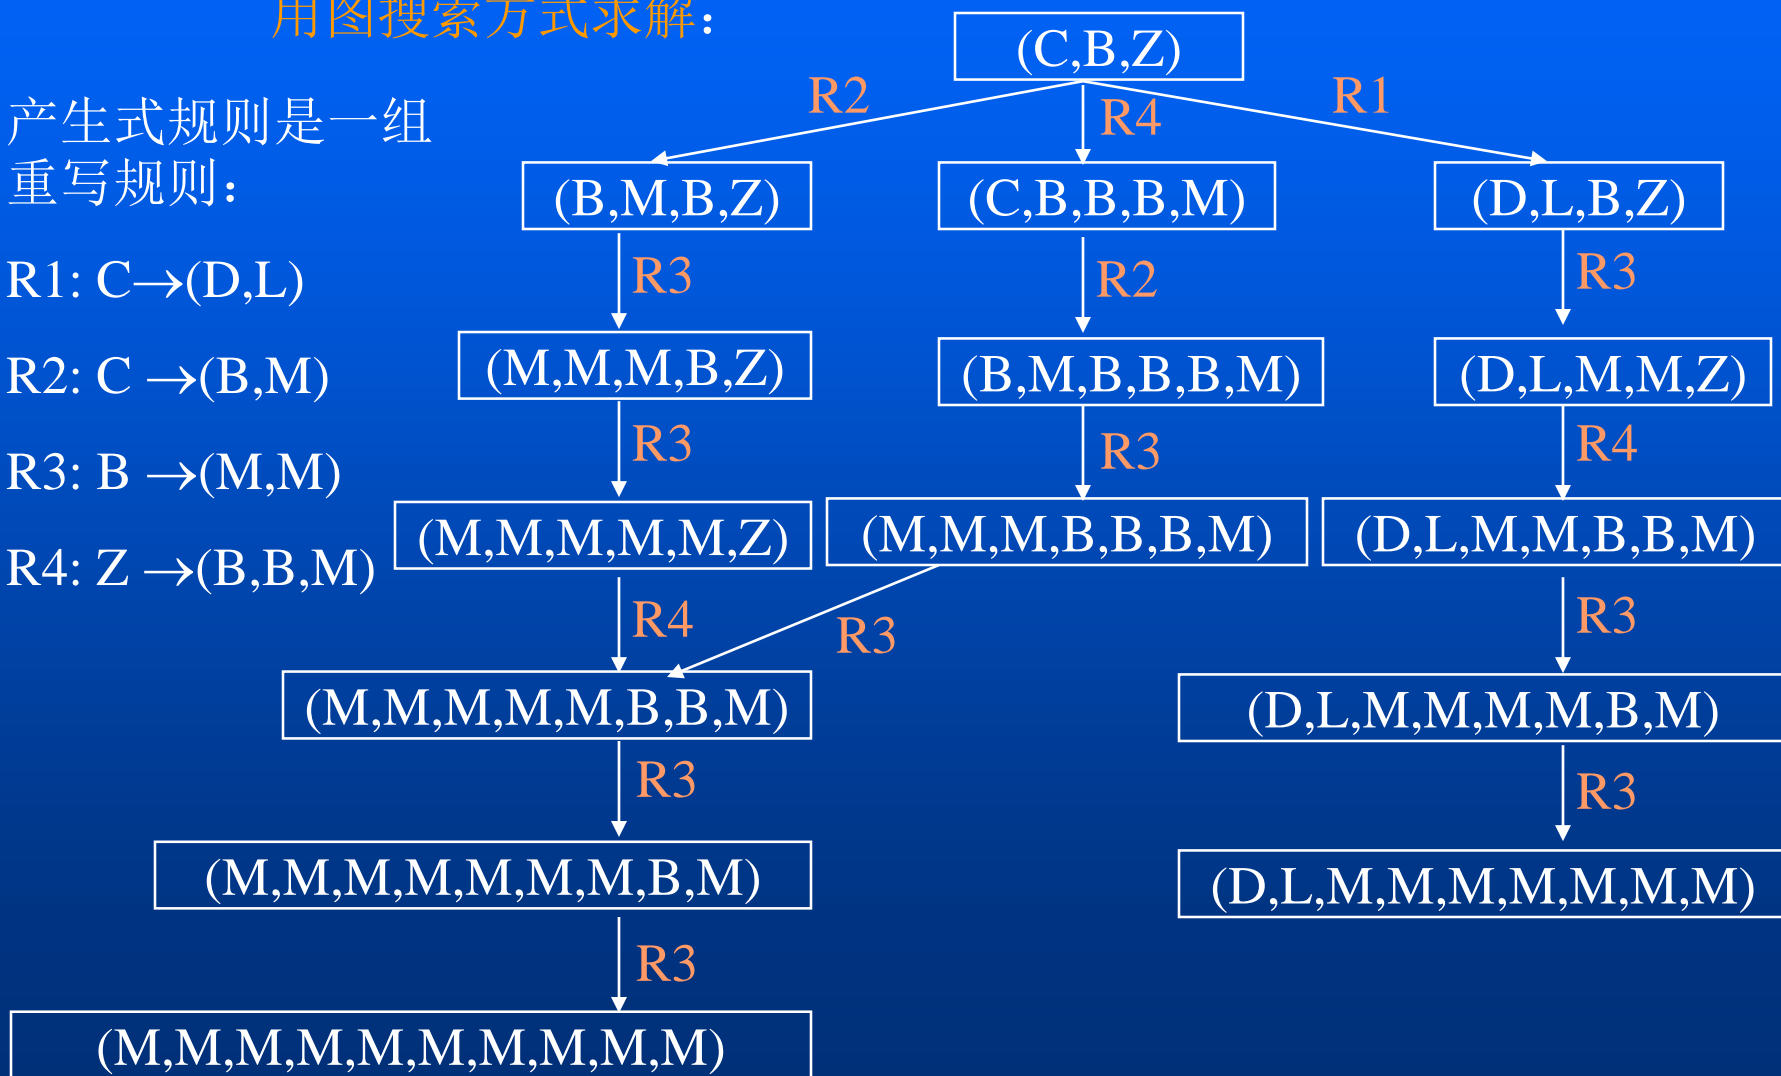 用图搜索方式求解：
产生式规则是一组
重写规则：
R1: C→(D,L)
R2: C →(B,M)
R3: B →(M,M)
R4: Z →(B,B,M)
(C,B,Z)
R2
R4
R1
(B,M,B,Z)
(C,B,B,B,M)
(D,L,B,Z)
R3
R2
R3
(M,M,M,B,Z)
(B,M,B,B,B,M)
(D,L,M,M,Z)
R3
R3
R4
(M,M,M,M,M,Z)
(M,M,M,B,B,B,M)
(D,L,M,M,B,B,M)
R4
R3
R3
(M,M,M,M,M,B,B,M)
(D,L,M,M,M,M,B,M)
R3
R3
(M,M,M,M,M,M,M,B,M)
(D,L,M,M,M,M,M,M,M)
R3
(M,M,M,M,M,M,M,M,M,M)